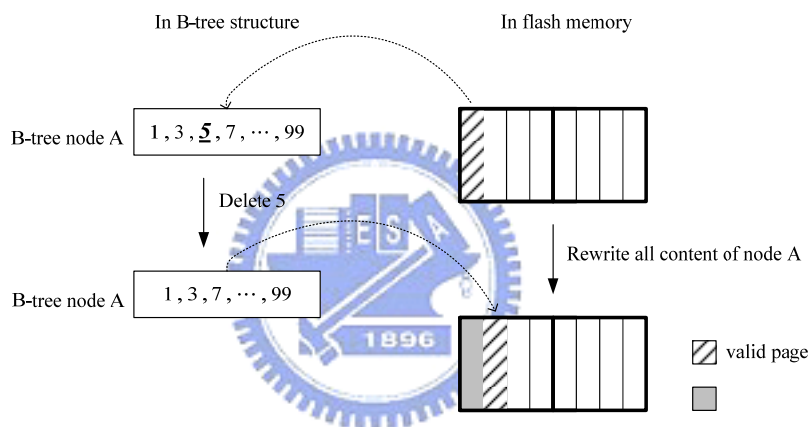 In B-tree structure
In flash memory
B-tree node A
1 , 3 , 5 , 7 , ⋯ , 99
Delete 5
Rewrite all content of node A
B-tree node A
1 , 3 , 7 , ⋯ , 99
valid page
E S A
1896